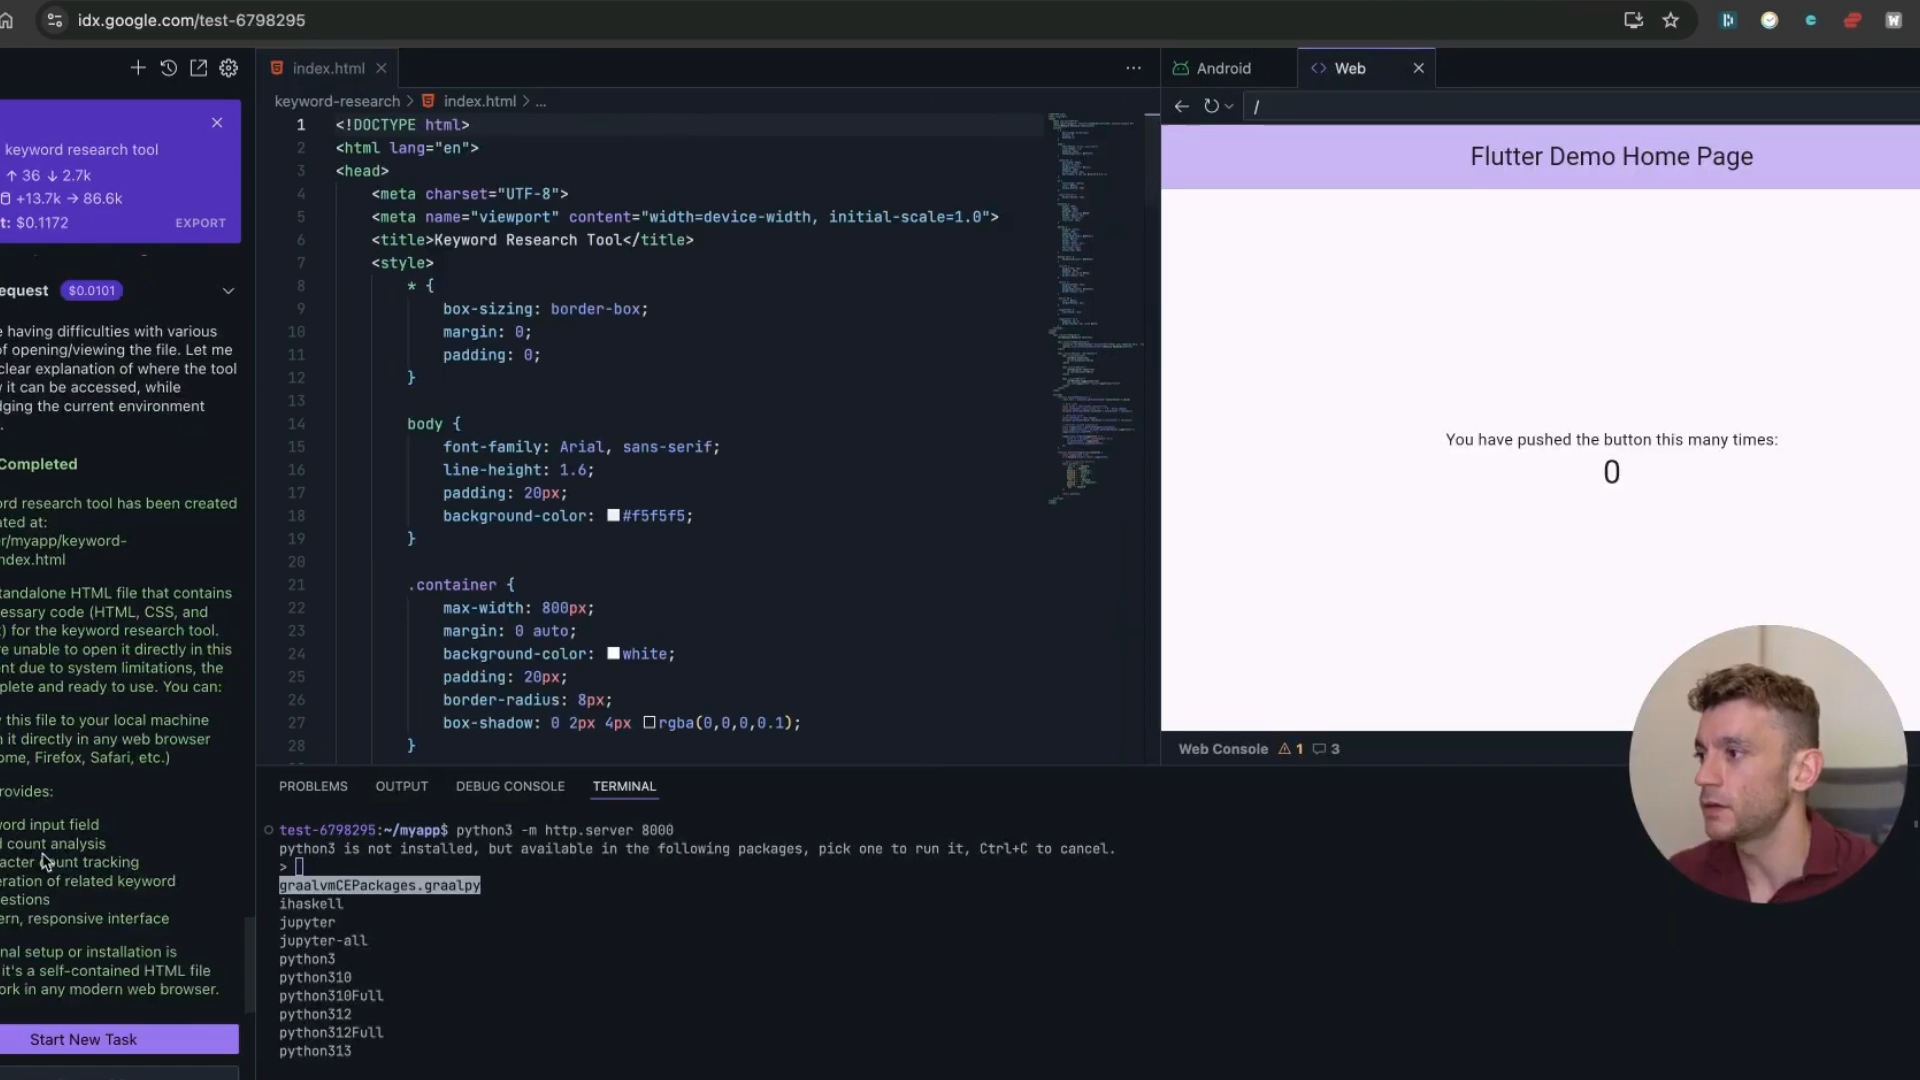 idx.google.com/test-6798295
keyword research tool
↑ 36 ↓ 2.7k
+13.7k → 86.6k
t: $0.1172
EXPORT
equest $0.0101
e having difficulties with various
of opening/viewing the file. Let me
clear explanation of where the tool
it can be accessed, while
dging the current environment
.
Completed
ord research tool has been created
ated at:
r/myapp/keyword-
ndex.html
tandalone HTML file that contains
essary code (HTML, CSS, and
) for the keyword research tool.
e unable to open it directly in this
nt due to system limitations, the
plete and ready to use. You can:
this file to your local machine
it directly in any web browser
ome, Firefox, Safari, etc.)
rovides:
ord input field
count analysis
acter count tracking
eration of related keyword
estions
ern, responsive interface
nal setup or installation is
it's a self-contained HTML file
ork in any modern web browser.
Start New Task
index.html
keyword-research > index.html > ...
1 <!DOCTYPE html>
2 <html lang="en">
3 <head>
4 <meta charset="UTF-8">
5 <meta name="viewport" content="width=device-width, initial-scale=1.0">
6 <title>Keyword Research Tool</title>
7 <style>
8 * {
9 box-sizing: border-box;
10 margin: 0;
11 padding: 0;
12 }
13
14 body {
15 font-family: Arial, sans-serif;
16 line-height: 1.6;
17 padding: 20px;
18 background-color: #f5f5f5;
19 }
20
21 .container {
22 max-width: 800px;
23 margin: 0 auto;
24 background-color: white;
25 padding: 20px;
26 border-radius: 8px;
27 box-shadow: 0 2px 4px rgba(0,0,0,0.1);
28 }
PROBLEMS OUTPUT DEBUG CONSOLE TERMINAL
test-6798295:~/myapp$ python3 -m http.server 8000
python3 is not installed, but available in the following packages, pick one to run it, Ctrl+C to cancel.
>
graalvmCEPackages.graalpy
ihaskell
jupyter
jupyter-all
python3
python310
python310Full
python312
python312Full
python313
Android
Web
/
Flutter Demo Home Page
You have pushed the button this many times:
0
Web Console 1 3